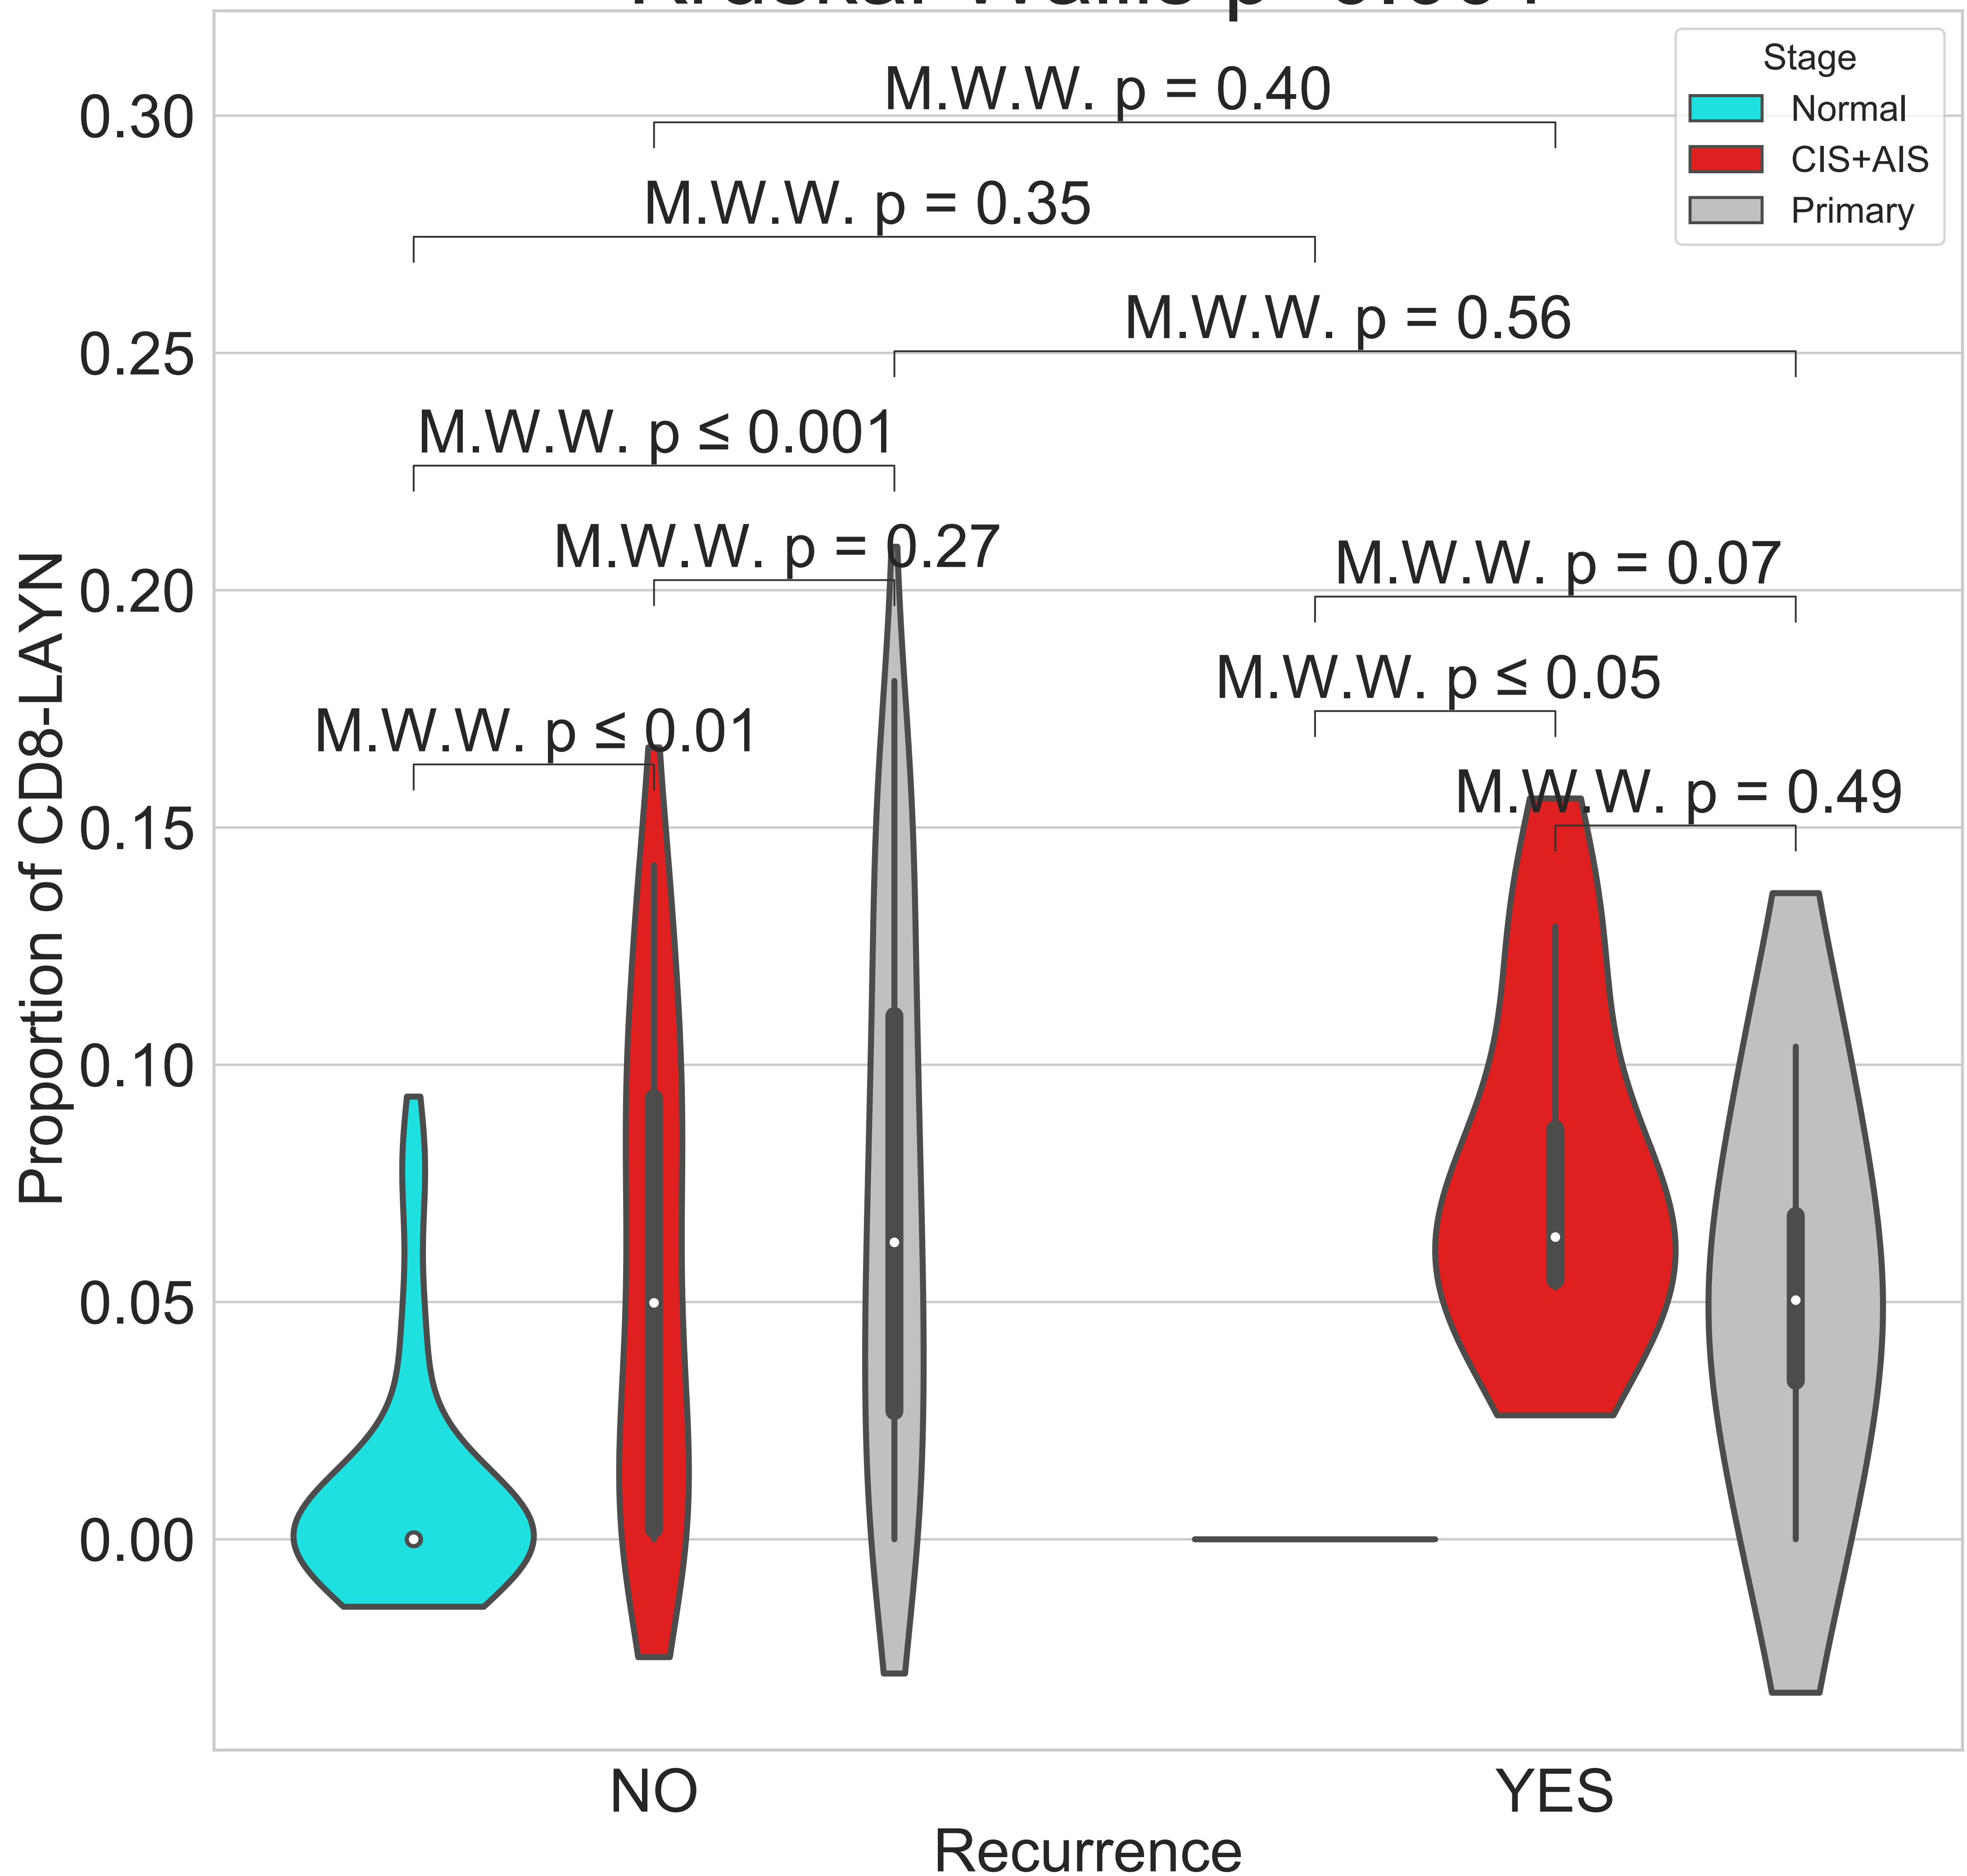 M.W.W. p = 0.40
M.W.W. p = 0.35
M.W.W. p = 0.56
M.W.W. p ≤ 0.001
M.W.W. p = 0.27
M.W.W. p ≤ 0.01
M.W.W. p = 0.07
M.W.W. p ≤ 0.05
M.W.W. p = 0.49
Stage
Normal
CIS+AIS
Primary
Proportion of CD8-LAYN
0.30
0.25
0.20
0.15
0.10
0.05
0.00
NO
YES
Recurrence